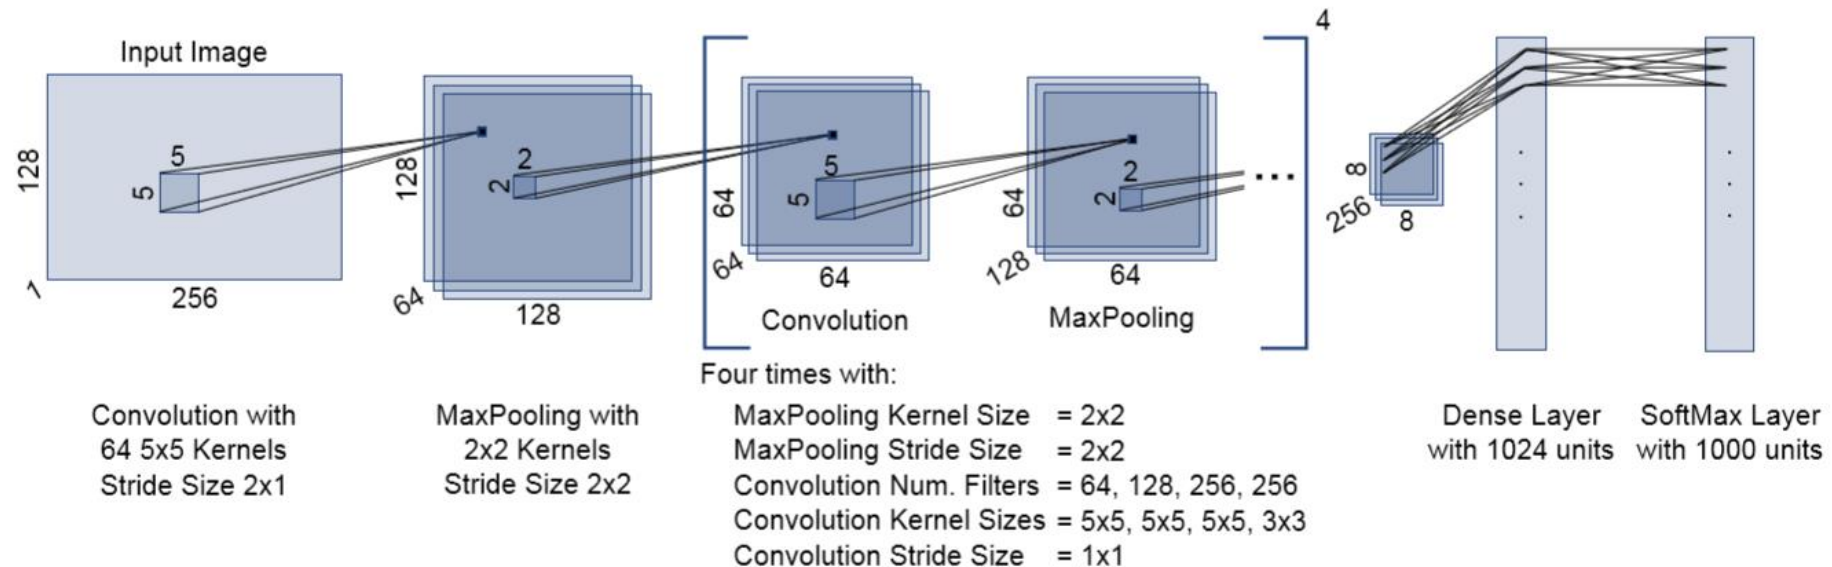 Input Image
128
5
5
1
256
128
2
2
64
128
4
64
5
5
64
64
Convolution
64
2
2
128
64
MaxPooling
...
8
256
8
Convolution with
64 5x5 Kernels
Stride Size 2x1
MaxPooling with
2x2 Kernels
Stride Size 2x2
Four times with:
MaxPooling Kernel Size = 2x2
MaxPooling Stride Size = 2x2
Convolution Num. Filters = 64, 128, 256, 256
Convolution Kernel Sizes = 5x5, 5x5, 5x5, 3x3
Convolution Stride Size = 1x1
Dense Layer
with 1024 units
SoftMax Layer
with 1000 units